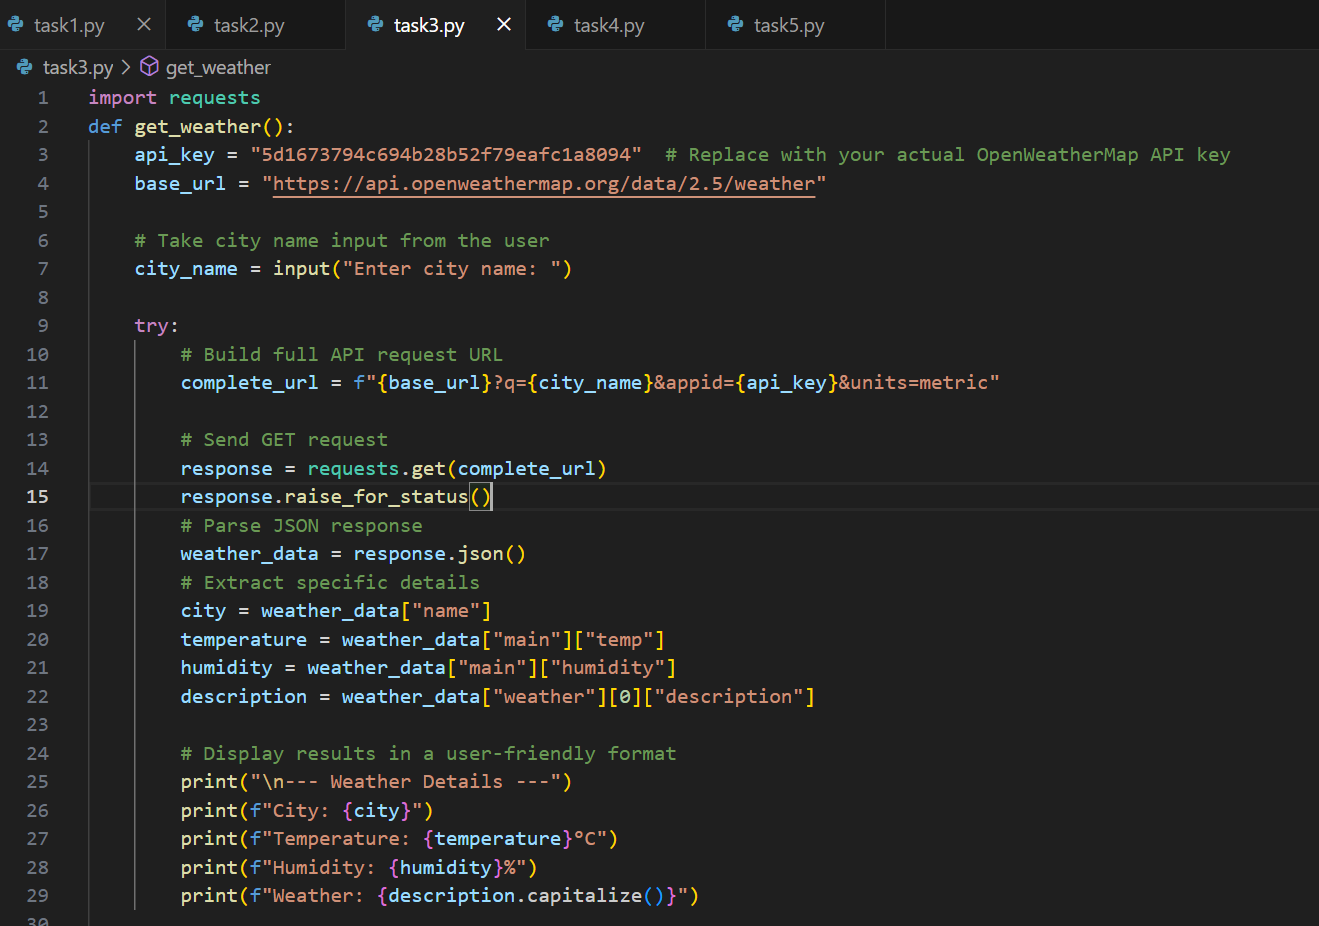 task1.py task2.py task3.py task4.py task5.py
task3.py > get_weather
1 import requests
2 def get_weather():
3     api_key = "5d1673794c694b28b52f79eafc1a8094"  # Replace with your actual OpenWeatherMap API key
4     base_url = "https://api.openweathermap.org/data/2.5/weather"
5
6     # Take city name input from the user
7     city_name = input("Enter city name: ")
8
9     try:
10         # Build full API request URL
11         complete_url = f"{base_url}?q={city_name}&appid={api_key}&units=metric"
12
13         # Send GET request
14         response = requests.get(complete_url)
15         response.raise_for_status()
16         # Parse JSON response
17         weather_data = response.json()
18         # Extract specific details
19         city = weather_data["name"]
20         temperature = weather_data["main"]["temp"]
21         humidity = weather_data["main"]["humidity"]
22         description = weather_data["weather"][0]["description"]
23
24         # Display results in a user-friendly format
25         print("\n--- Weather Details ---")
26         print(f"City: {city}")
27         print(f"Temperature: {temperature}°C")
28         print(f"Humidity: {humidity}%")
29         print(f"Weather: {description.capitalize()}")
30